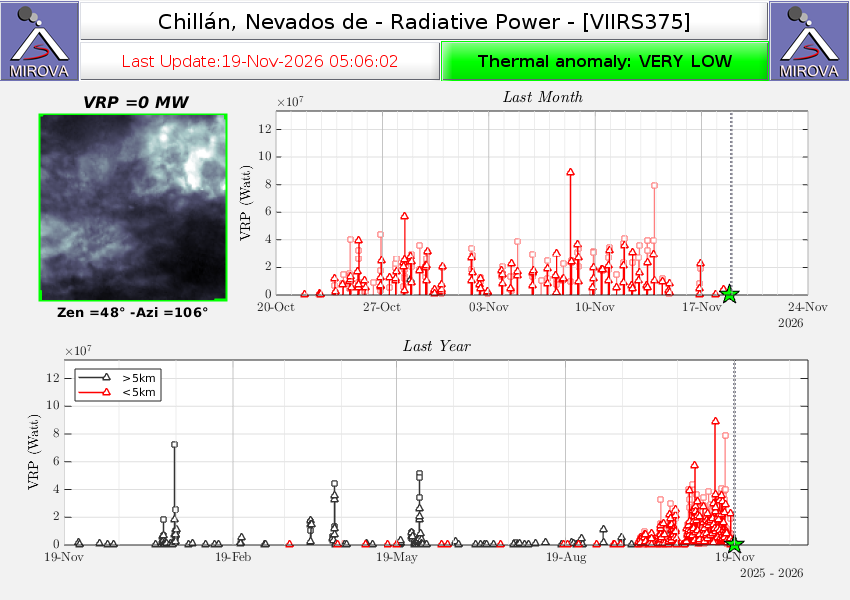 MIROVA
Chillán, Nevados de - Radiative Power - [VIIRS375]
Last Update:19-Nov-2026 05:06:02
Thermal anomaly: VERY LOW
MIROVA
VRP =0 MW
Zen =48° -Azi =106°
Last Month
×10⁷
VRP (Watt)
12
10
8
6
4
2
0
20-Oct 27-Oct 03-Nov 10-Nov 17-Nov 24-Nov
2026
Last Year
×10⁷
VRP (Watt)
12
10
8
6
4
2
0
>5km
<5km
19-Nov 19-Feb 19-May 19-Aug 19-Nov
2025 - 2026